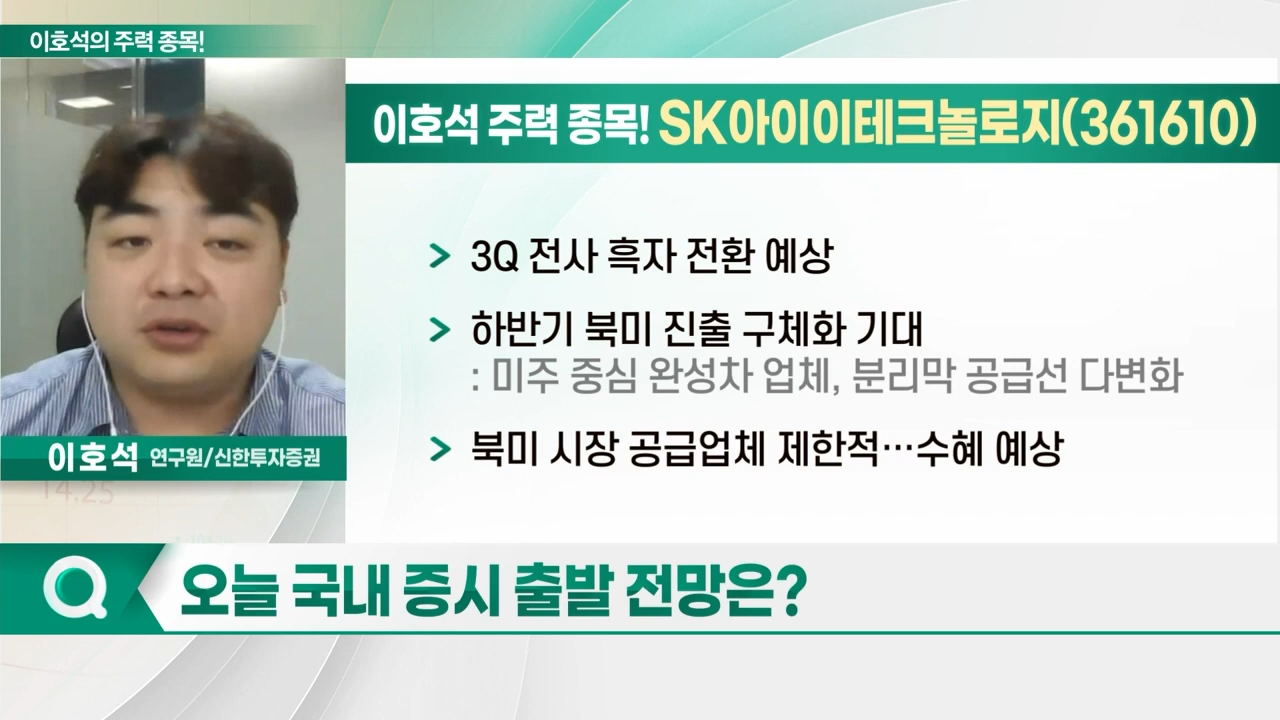 이호석의 주력 종목!
이호석 주력 종목! SK아이이테크놀로지(361610)
> 3Q 전사 흑자 전환 예상
> 하반기 북미 진출 구체화 기대
: 미주 중심 완성차 업체, 분리막 공급선 다변화
> 북미 시장 공급업체 제한적…수혜 예상
이호석 연구원/신한투자증권
14.25
Q 오늘 국내 증시 출발 전망은?